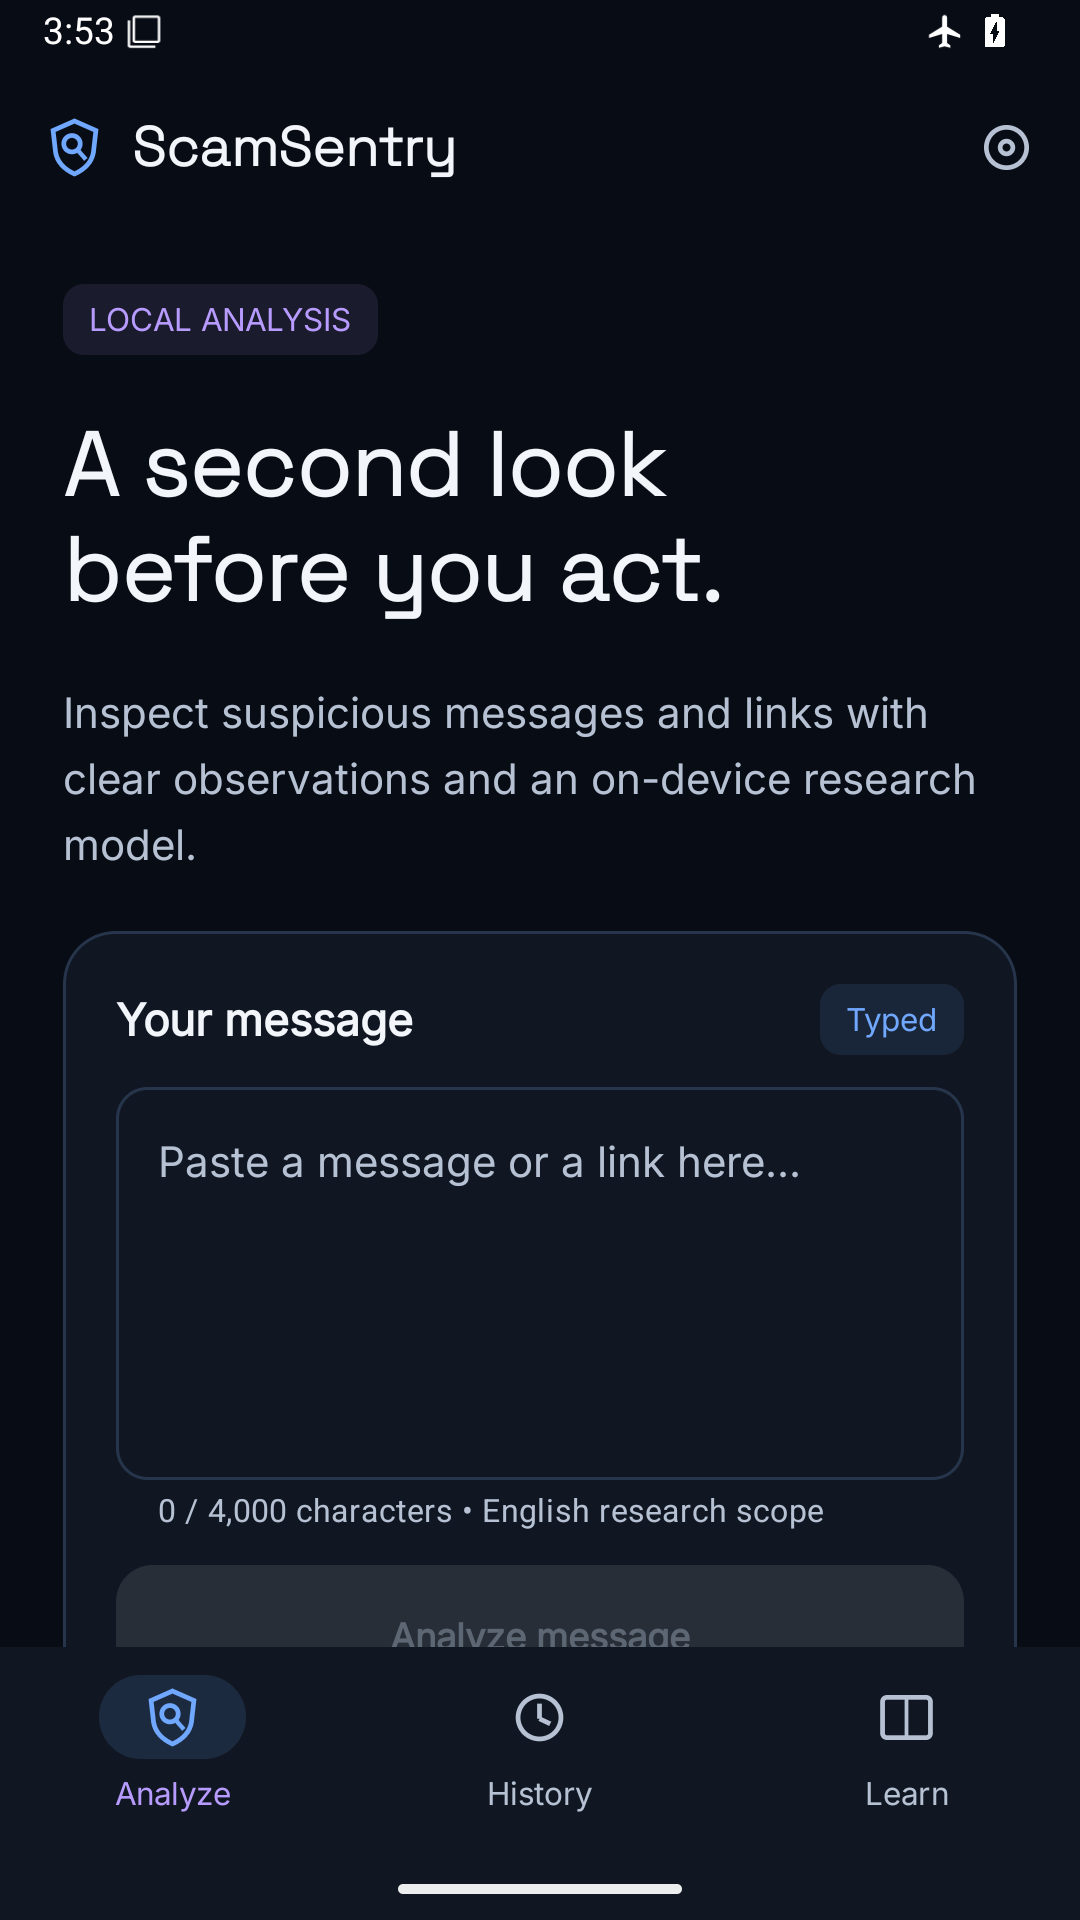 3:53
ScamSentry
LOCAL ANALYSIS
A second look
before you act.
Inspect suspicious messages and links with
clear observations and an on-device research
model.
Your message
Typed
Paste a message or a link here...
0 / 4,000 characters • English research scope
Analyze message
Analyze
History
Learn